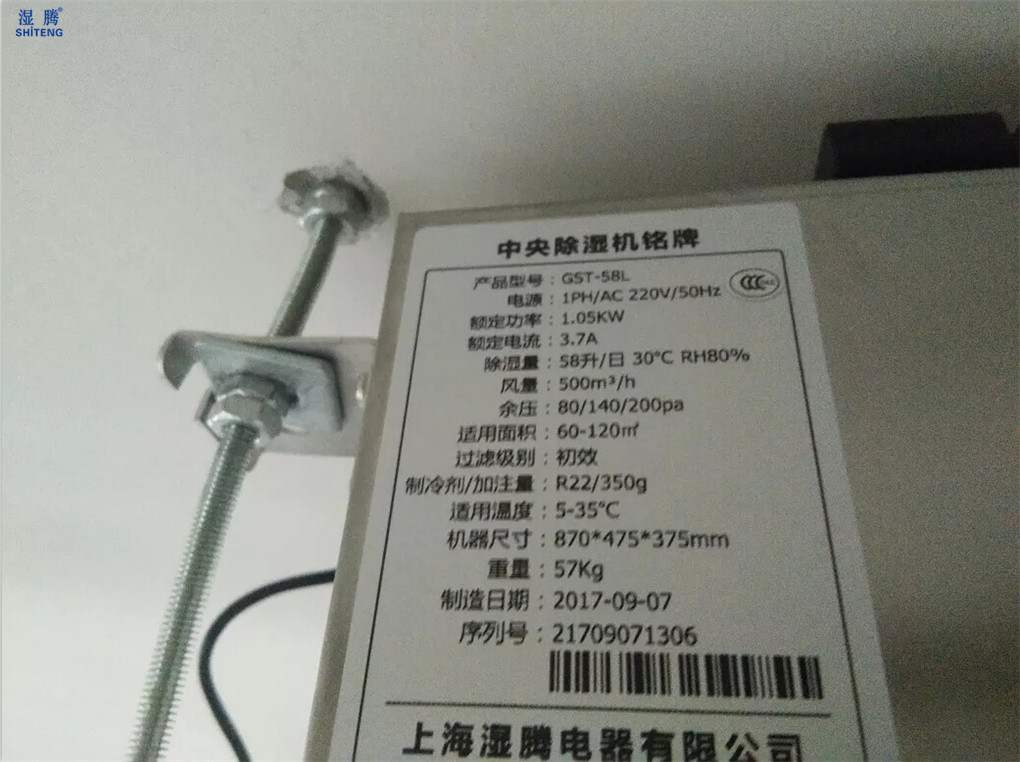 湿腾®
SHiTENG
中央除湿机铭牌
产品型号：GST-58L
电源：1PH/AC 220V/50Hz
额定功率：1.05KW
额定电流：3.7A
除湿量：58升/日 30°C RH80%
风量：500m³/h
余压：80/140/200pa
适用面积：60-120㎡
过滤级别：初效
制冷剂/加注量：R22/350g
适用温度：5-35°C
机器尺寸：870*475*375mm
重量：57Kg
制造日期：2017-09-07
序列号：21709071306
上海湿腾电器有限公司